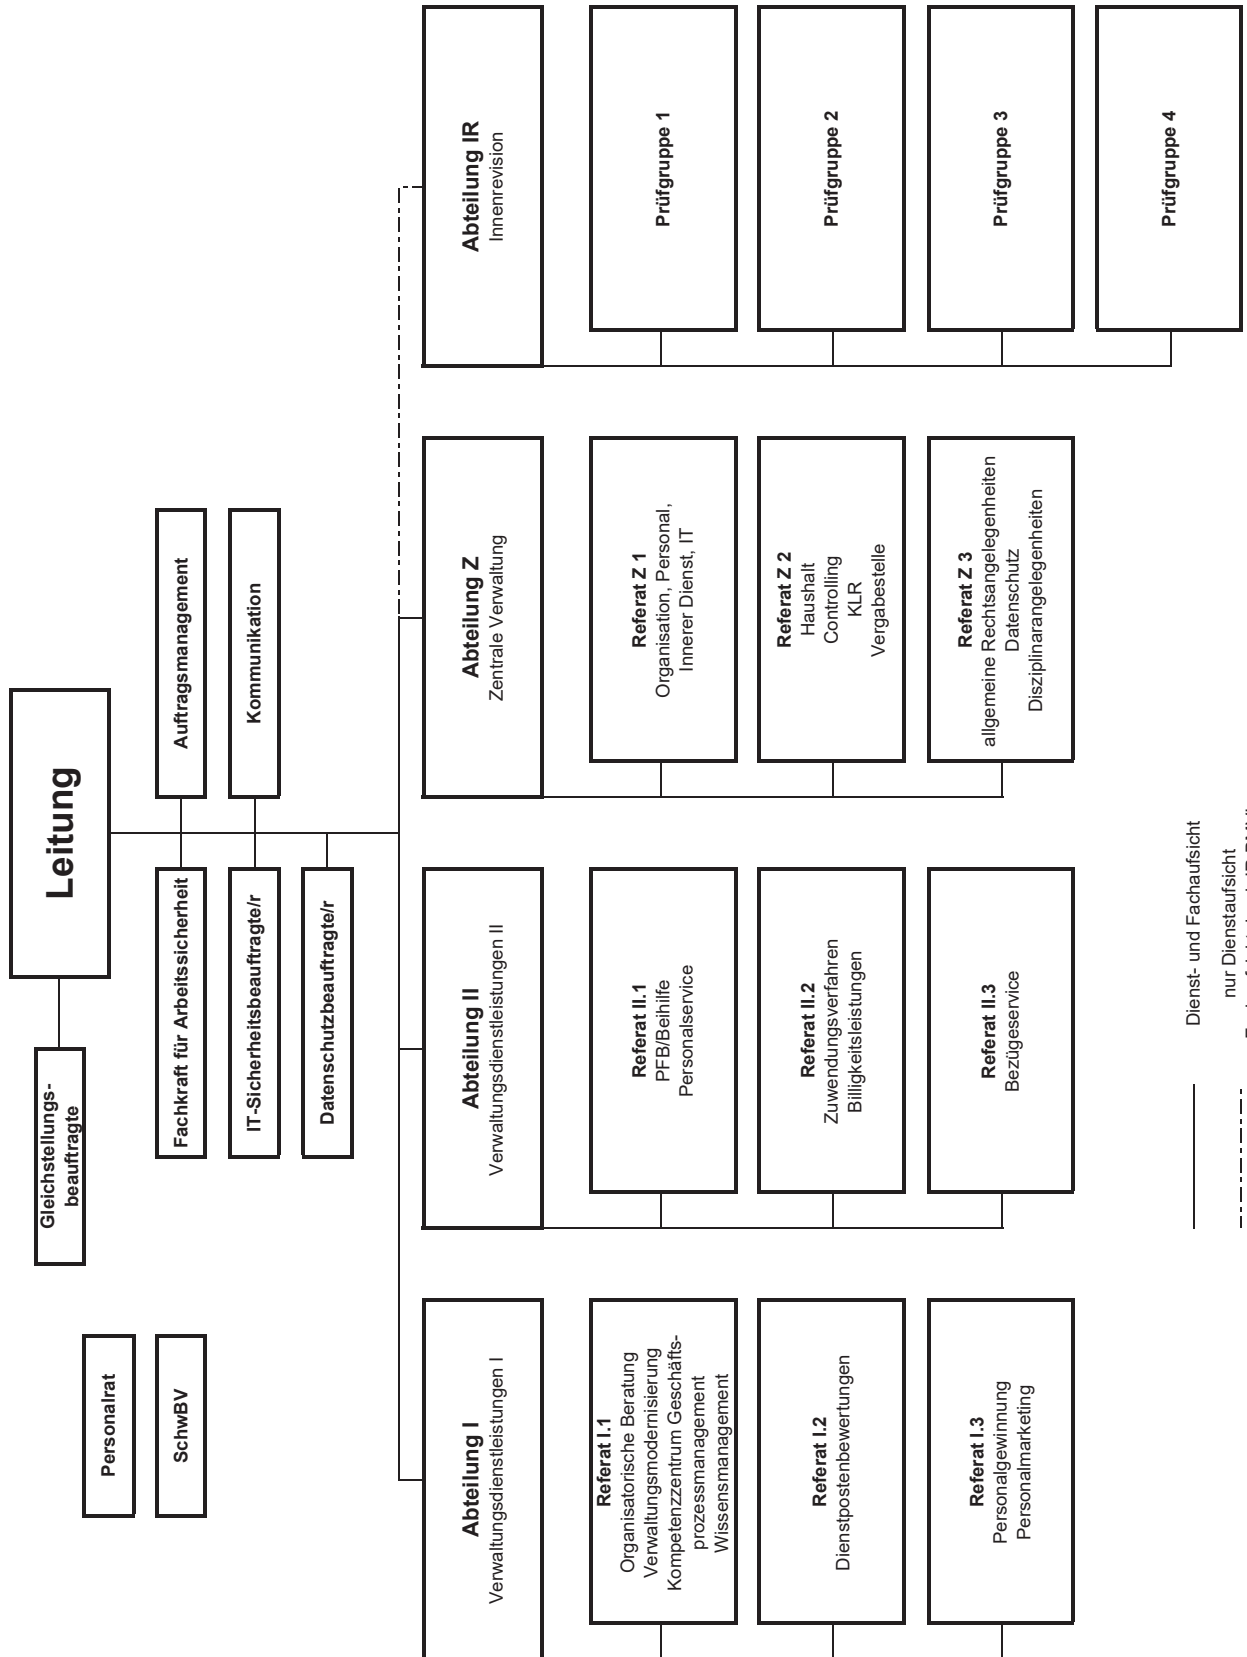 Leitung
Gleichstellungs-
beauftragte
Personalrat
SchwBV
Fachkraft für Arbeitssicherheit
Auftragsmanagement
IT-Sicherheitsbeauftragte/r
Kommunikation
Datenschutzbeauftragte/r
Abteilung I
Verwaltungsdienstleistungen I
Abteilung II
Verwaltungsdienstleistungen II
Abteilung Z
Zentrale Verwaltung
Abteilung IR
Innenrevision
Referat I.1
Organisatorische Beratung
Verwaltungsmodernisierung
Kompetenzzentrum Geschäfts-
prozessmanagement
Wissensmanagement
Referat II.1
PFB/Beihilfe
Personalservice
Referat Z 1
Organisation, Personal,
Innerer Dienst, IT
Prüfgruppe 1
Referat I.2
Dienstpostenbewertungen
Referat II.2
Zuwendungsverfahren
Billigkeitsleistungen
Referat Z 2
Haushalt
Controlling
KLR
Vergabestelle
Prüfgruppe 2
Referat I.3
Personalgewinnung
Personalmarketing
Referat II.3
Bezügeservice
Referat Z 3
allgemeine Rechtsangelegenheiten
Datenschutz
Disziplinarangelegenheiten
Prüfgruppe 3
Prüfgruppe 4
Dienst- und Fachaufsicht
nur Dienstaufsicht